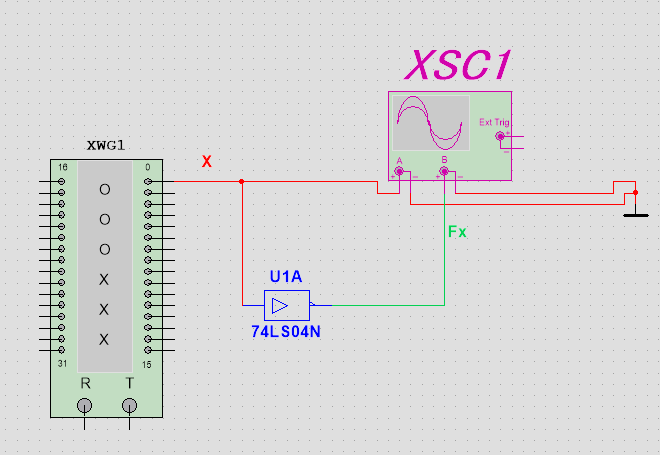 XSC1
Ext Trig
+
−
A
B
+ − + −
XWG1
16 0
X
O
O
O
X
X
X
31 15
R T
Fx
U1A
74LS04N